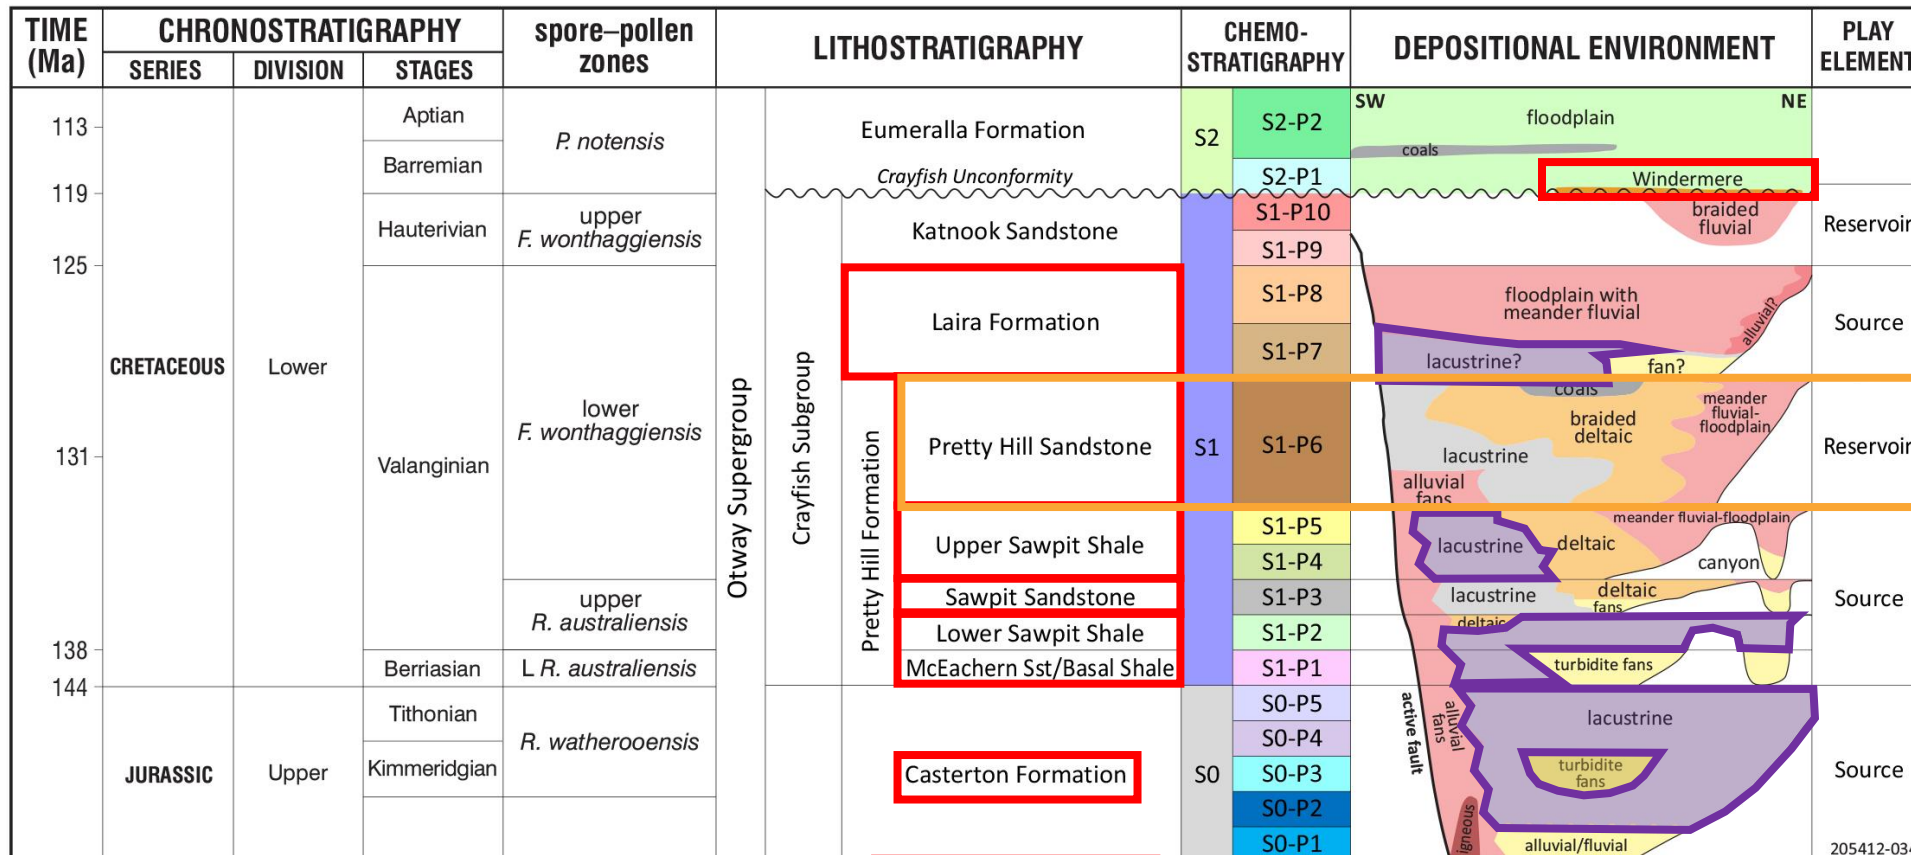 TIME
(Ma)
CHRONOSTRATIGRAPHY
SERIES
DIVISION
STAGES
spore–pollen
zones
LITHOSTRATIGRAPHY
CHEMO-
STRATIGRAPHY
DEPOSITIONAL ENVIRONMENT
PLAY
ELEMENT
113
119
125
131
138
144
CRETACEOUS
JURASSIC
Lower
Upper
Aptian
Barremian
Hauterivian
Valanginian
Berriasian
Tithonian
Kimmeridgian
P. notensis
upper
F. wonthaggiensis
lower
F. wonthaggiensis
upper
R. australiensis
L R. australiensis
R. watherooensis
Otway Supergroup
Crayfish Subgroup
Pretty Hill Formation
Eumeralla Formation
Crayfish Unconformity
Katnook Sandstone
Laira Formation
Pretty Hill Sandstone
Upper Sawpit Shale
Sawpit Sandstone
Lower Sawpit Shale
McEachern Sst/Basal Shale
Casterton Formation
S2
S1
S0
S2-P2
S2-P1
S1-P10
S1-P9
S1-P8
S1-P7
S1-P6
S1-P5
S1-P4
S1-P3
S1-P2
S1-P1
S0-P5
S0-P4
S0-P3
S0-P2
S0-P1
SW
NE
floodplain
coals
Windermere
braided
fluvial
floodplain with
meander fluvial
alluvial?
lacustrine?
fan?
coals
braided
deltaic
meander
fluvial-
floodplain
lacustrine
alluvial
fans
meander fluvial-floodplain
lacustrine
deltaic
canyon
lacustrine
deltaic
fans
deltaic
turbidite fans
active fault
alluvial
fans
lacustrine
turbidite
fans
igneous
alluvial/fluvial
Reservoir
Source
Reservoir
Source
Source
205412-034